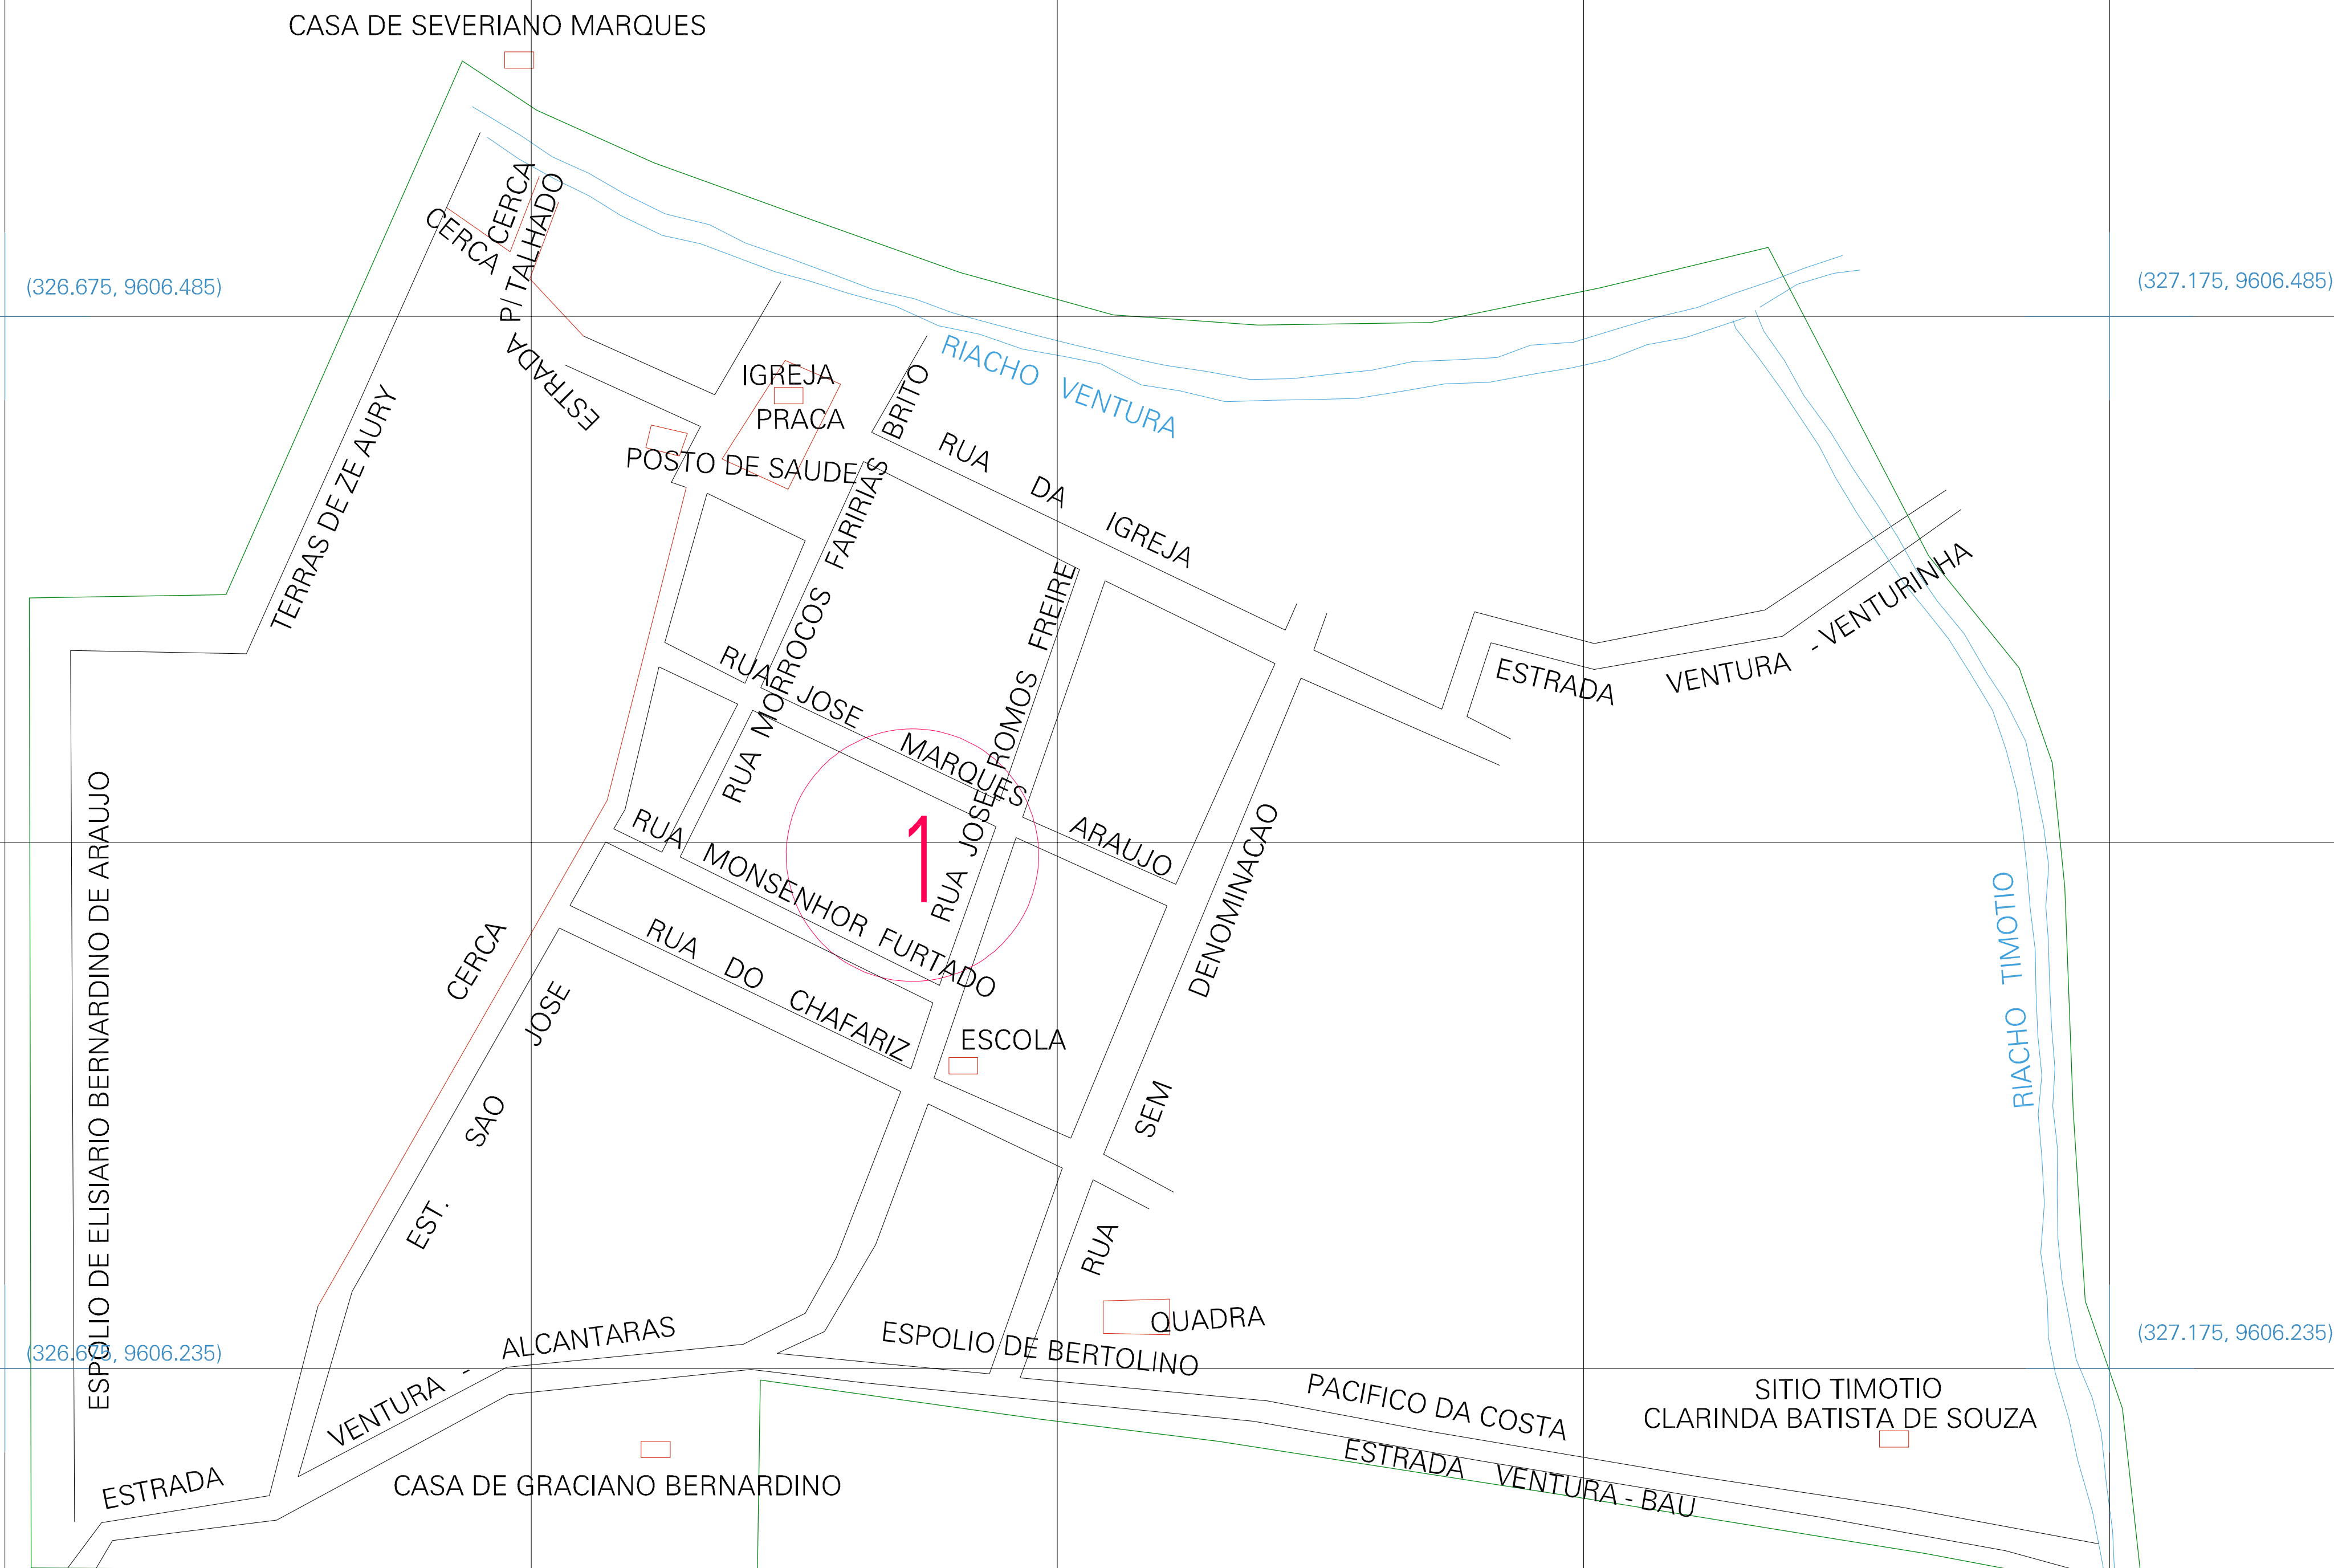 CASA DE SEVERIANO MARQUES
CERCA
CERCA
ESTRADA P/ TALHADO
(326.675, 9606.485)
(327.175, 9606.485)
IGREJA
PRACA
POSTO DE SAUDE
RIACHO VENTURA
RUA DA IGREJA
TERRAS DE ZE AURY
RUA MORROCOS FARIRIAS BRITO
RUA JOSE ROMOS FREIRE
ESTRADA VENTURA - VENTURINHA
RUA JOSE MARQUES ARAUJO
1
RUA MONSENHOR FURTADO
RUA DO CHAFARIZ
RUA SEM DENOMINACAO
ESPOLIO DE ELISIARIO BERNARDINO DE ARAUJO
CERCA
EST. SAO JOSE
ESCOLA
RIACHO TIMOTIO
QUADRA
ESTRADA VENTURA - ALCANTARAS
ESPOLIO DE BERTOLINO PACIFICO DA COSTA
(326.675, 9606.235)
(327.175, 9606.235)
SITIO TIMOTIO
CLARINDA BATISTA DE SOUZA
CASA DE GRACIANO BERNARDINO
ESTRADA VENTURA - BAU